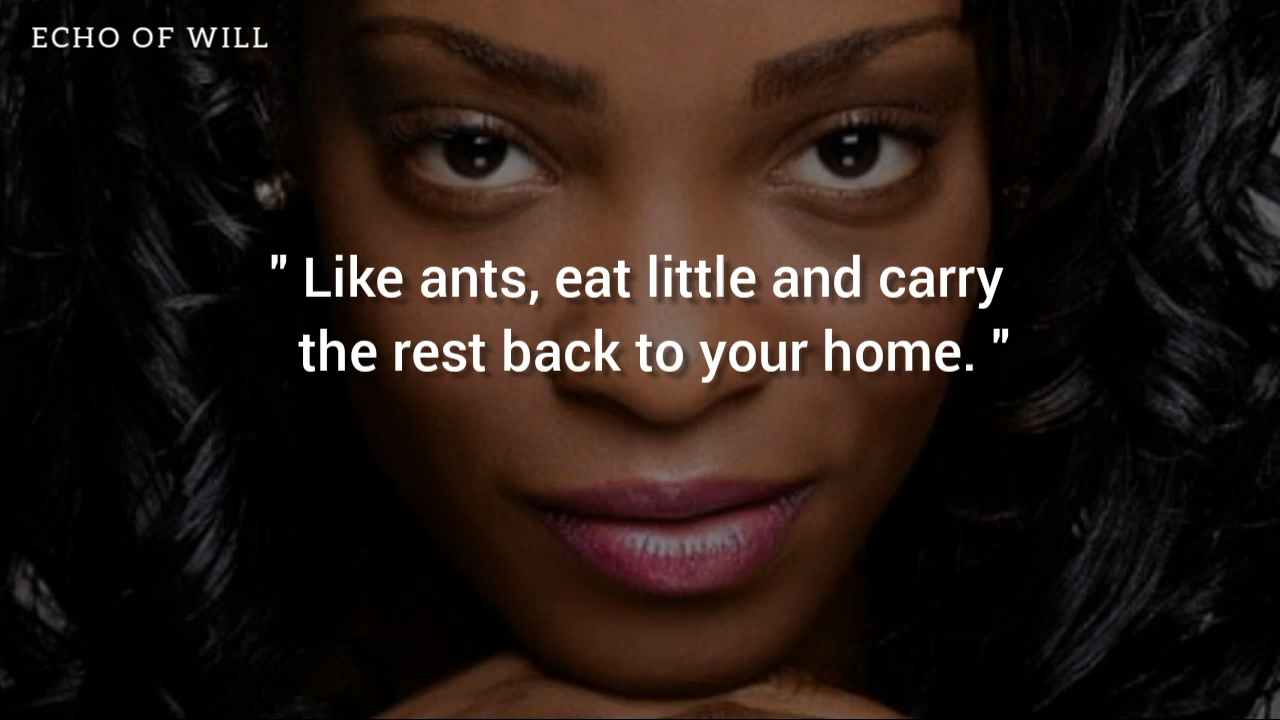 ECHO OF WILL
" Like ants, eat little and carry
the rest back to your home. "